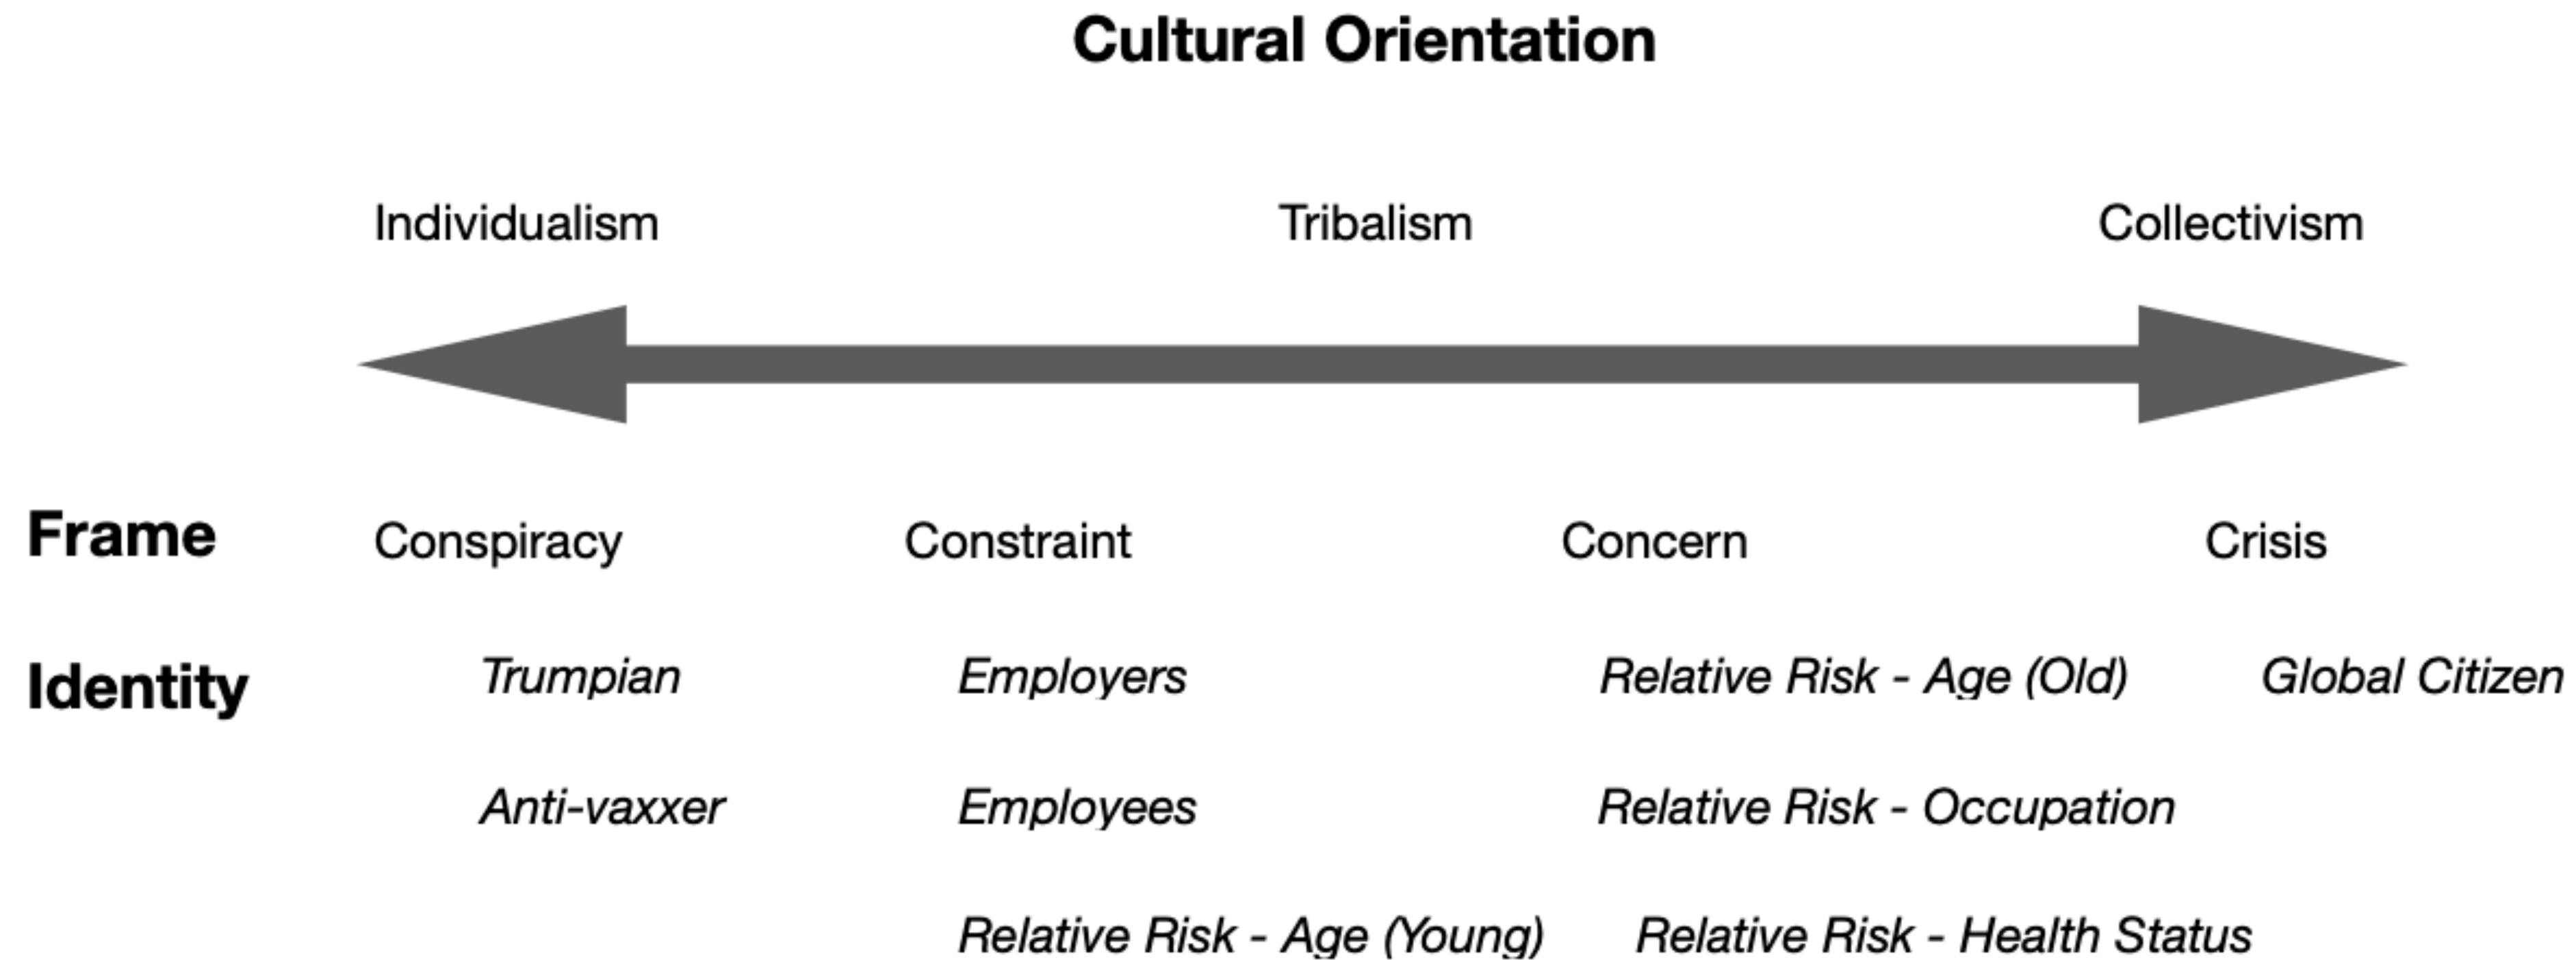 Cultural Orientation
Individualism Tribalism Collectivism
Frame Conspiracy Constraint Concern Crisis
Identity Trumpian Employers Relative Risk - Age (Old) Global Citizen
Anti-vaxxer Employees Relative Risk - Occupation
Relative Risk - Age (Young) Relative Risk - Health Status